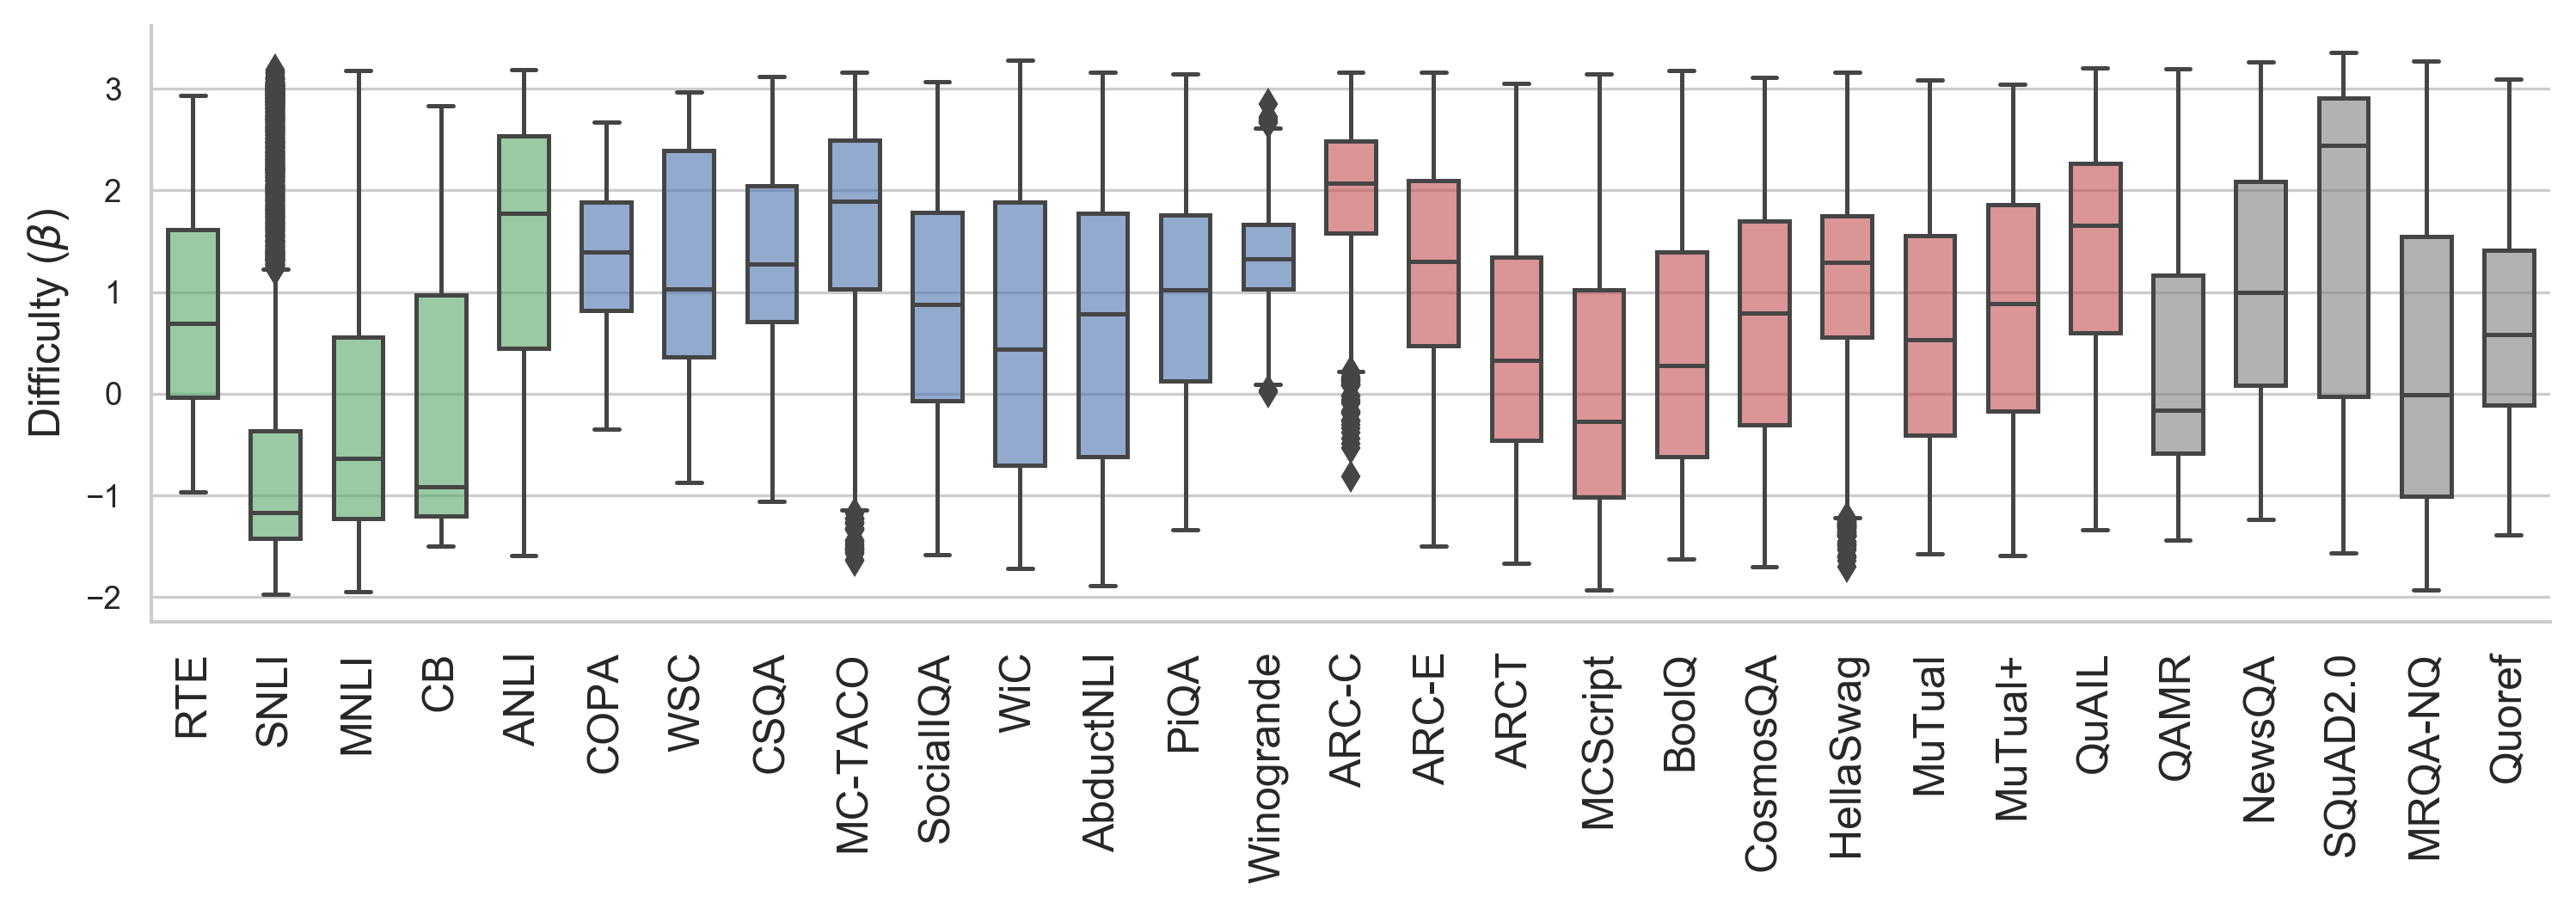 Difficulty (β)
3
2
1
0
−1
−2
RTE
SNLI
MNLI
CB
ANLI
COPA
WSC
CSQA
MC-TACO
SocialIQA
WiC
AbductNLI
PiQA
Winogrande
ARC-C
ARC-E
ARCT
MCScript
BoolQ
CosmosQA
HellaSwag
MuTual
MuTual+
QuAIL
QAMR
NewsQA
SQuAD2.0
MRQA-NQ
Quoref